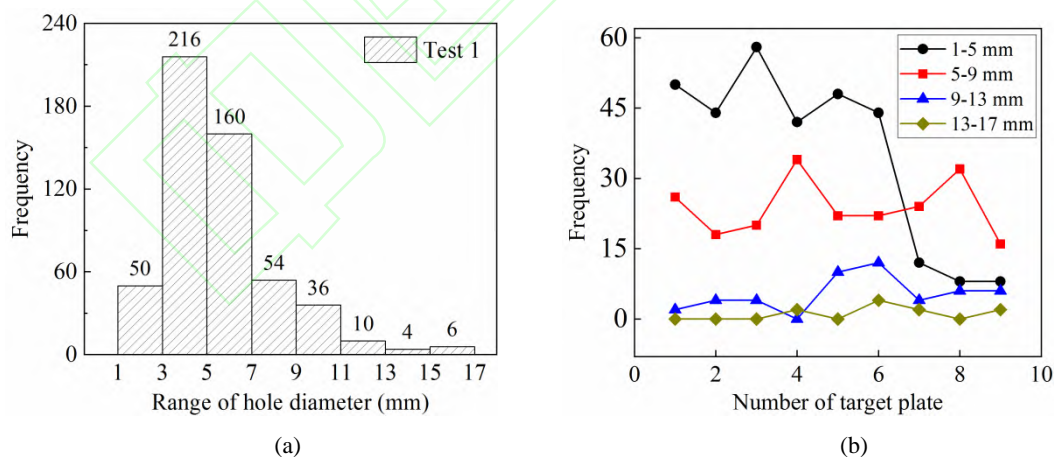 240
180
120
60
0
Frequency
216
160
50
54
36
10
4
6
Test 1
1 3 5 7 9 11 13 15 17
Range of hole diameter (mm)
(a)
60
45
30
15
0
Frequency
1-5 mm
5-9 mm
9-13 mm
13-17 mm
0 2 4 6 8 10
Number of target plate
(b)